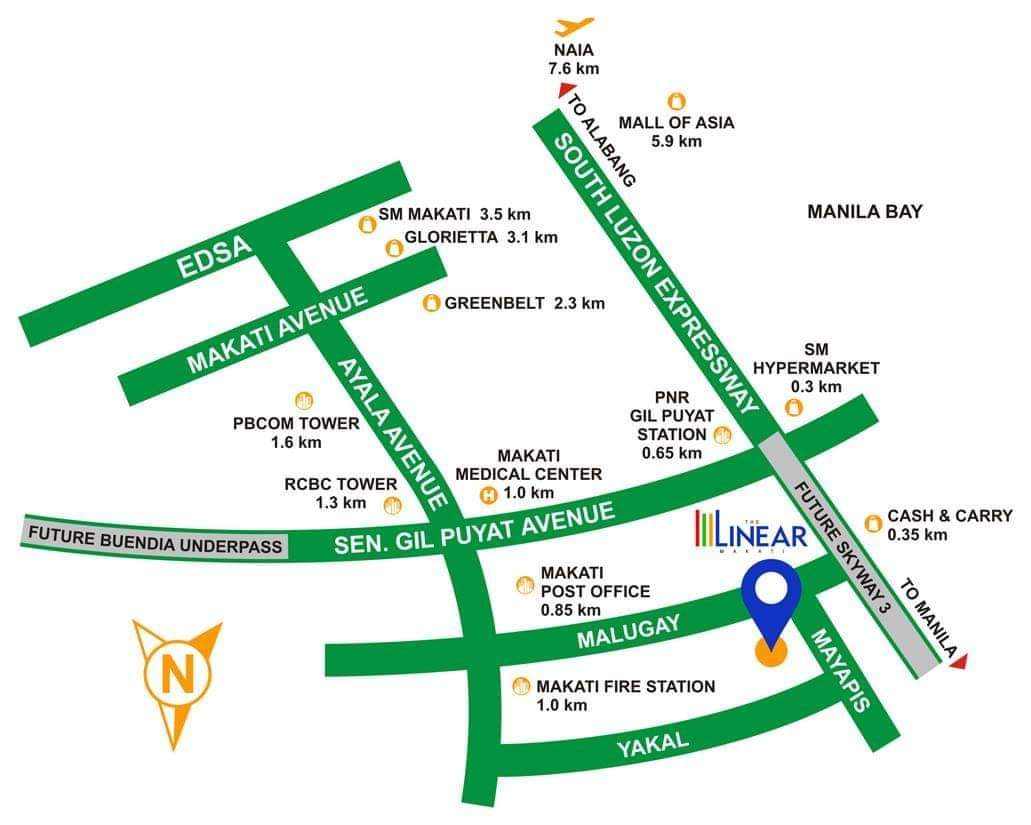 NAIA
7.6 km
TO ALABANG
MALL OF ASIA
5.9 km
SOUTH LUZON EXPRESSWAY
MANILA BAY
SM MAKATI 3.5 km
GLORIETTA 3.1 km
EDSA
MAKATI AVENUE
GREENBELT 2.3 km
AYALA AVENUE
SM
HYPERMARKET
0.3 km
PBCOM TOWER
1.6 km
PNR
GIL PUYAT
STATION
0.65 km
RCBC TOWER
1.3 km
MAKATI
MEDICAL CENTER
1.0 km
FUTURE BUENDIA UNDERPASS
SEN. GIL PUYAT AVENUE
THE
LINEAR
MAKATI
FUTURE SKYWAY 3
CASH & CARRY
0.35 km
MAKATI
POST OFFICE
0.85 km
TO MANILA
MALUGAY
MAYAPIS
N
MAKATI FIRE STATION
1.0 km
YAKAL